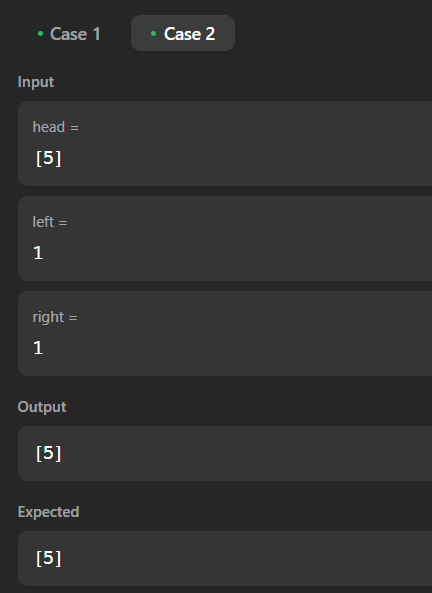 Case 1 Case 2
Input
head =
[5]
left =
1
right =
1
Output
[5]
Expected
[5]